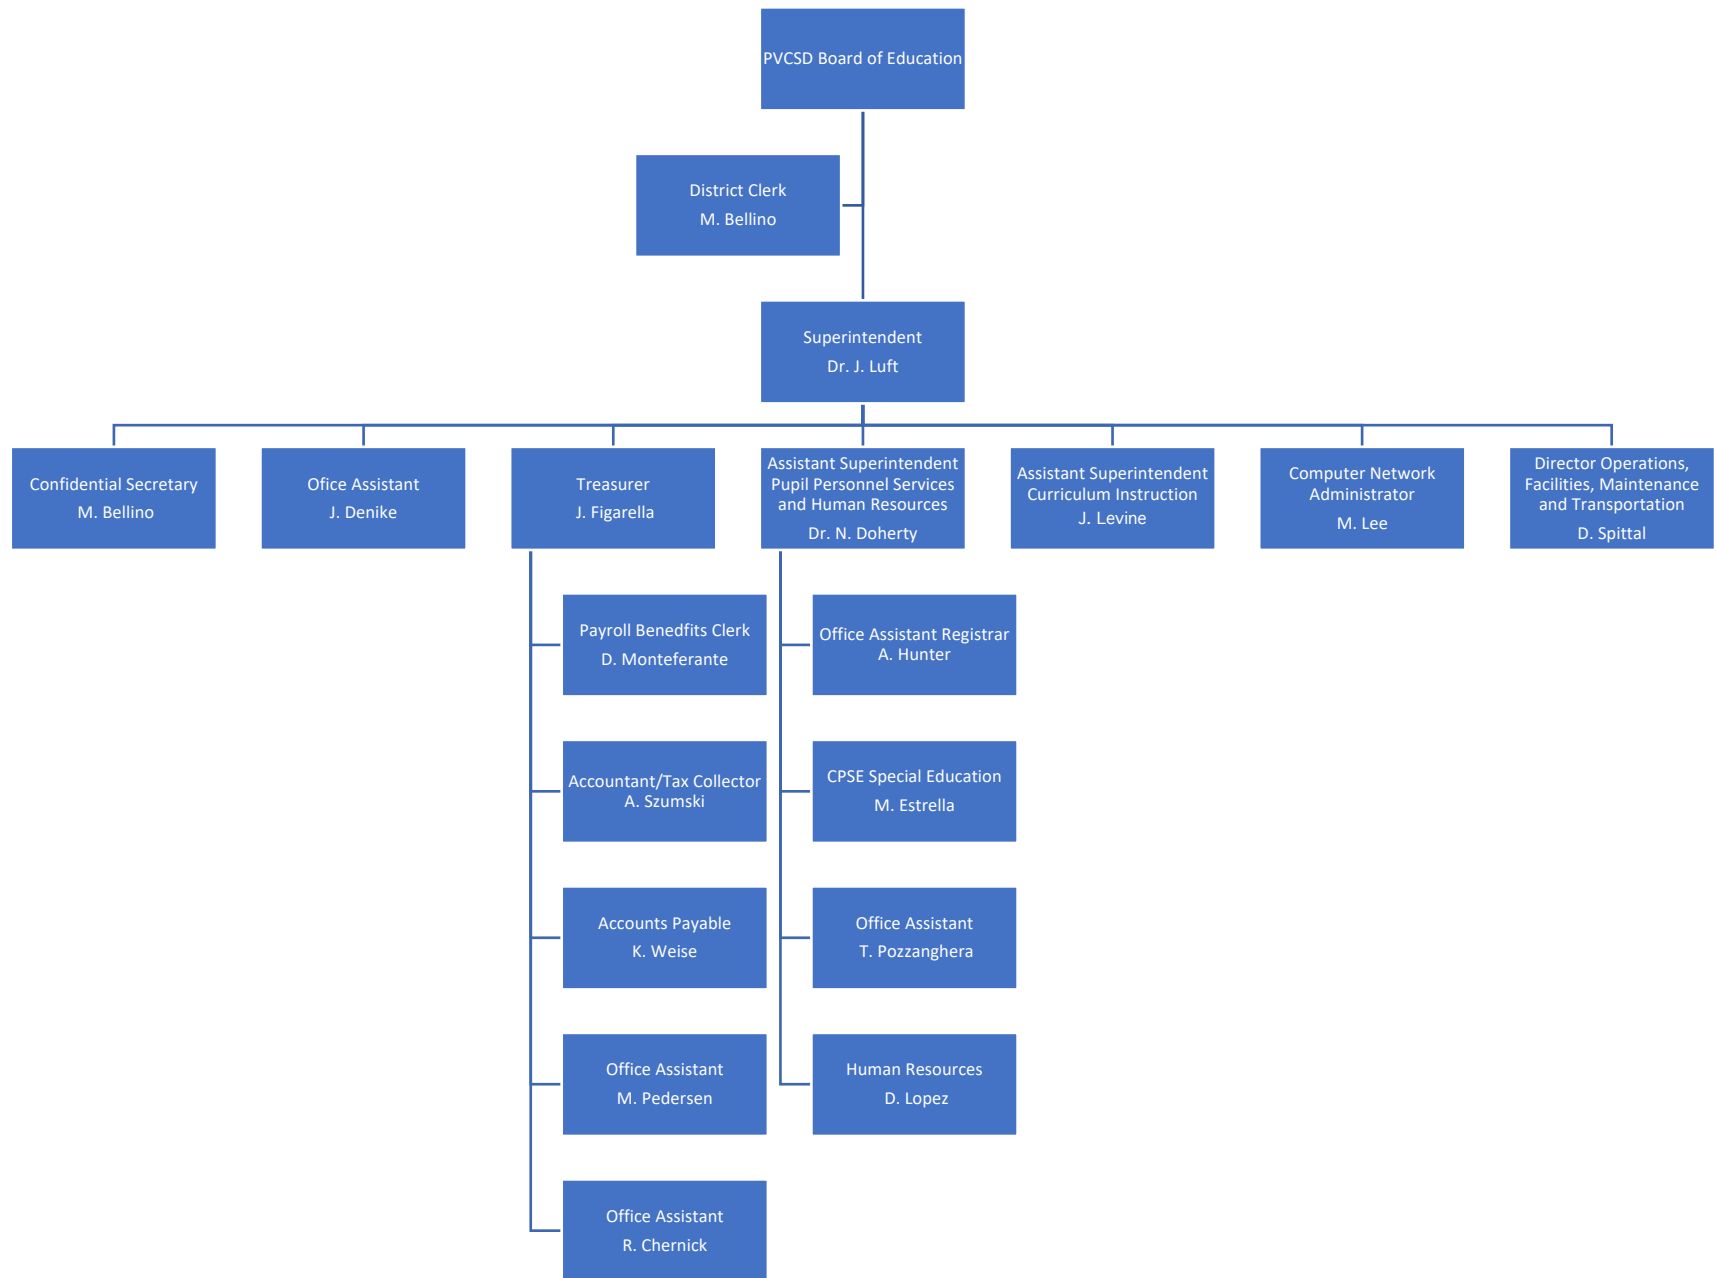 PVCSD Board of Education
District Clerk
M. Bellino
Superintendent
Dr. J. Luft
Confidential Secretary
M. Bellino
Ofice Assistant
J. Denike
Treasurer
J. Figarella
Assistant Superintendent
Pupil Personnel Services
and Human Resources
Dr. N. Doherty
Assistant Superintendent
Curriculum Instruction
J. Levine
Computer Network
Administrator
M. Lee
Director Operations,
Facilities, Maintenance
and Transportation
D. Spittal
Payroll Benedfits Clerk
D. Monteferante
Accountant/Tax Collector
A. Szumski
Accounts Payable
K. Weise
Office Assistant
M. Pedersen
Office Assistant
R. Chernick
Office Assistant Registrar
A. Hunter
CPSE Special Education
M. Estrella
Office Assistant
T. Pozzanghera
Human Resources
D. Lopez